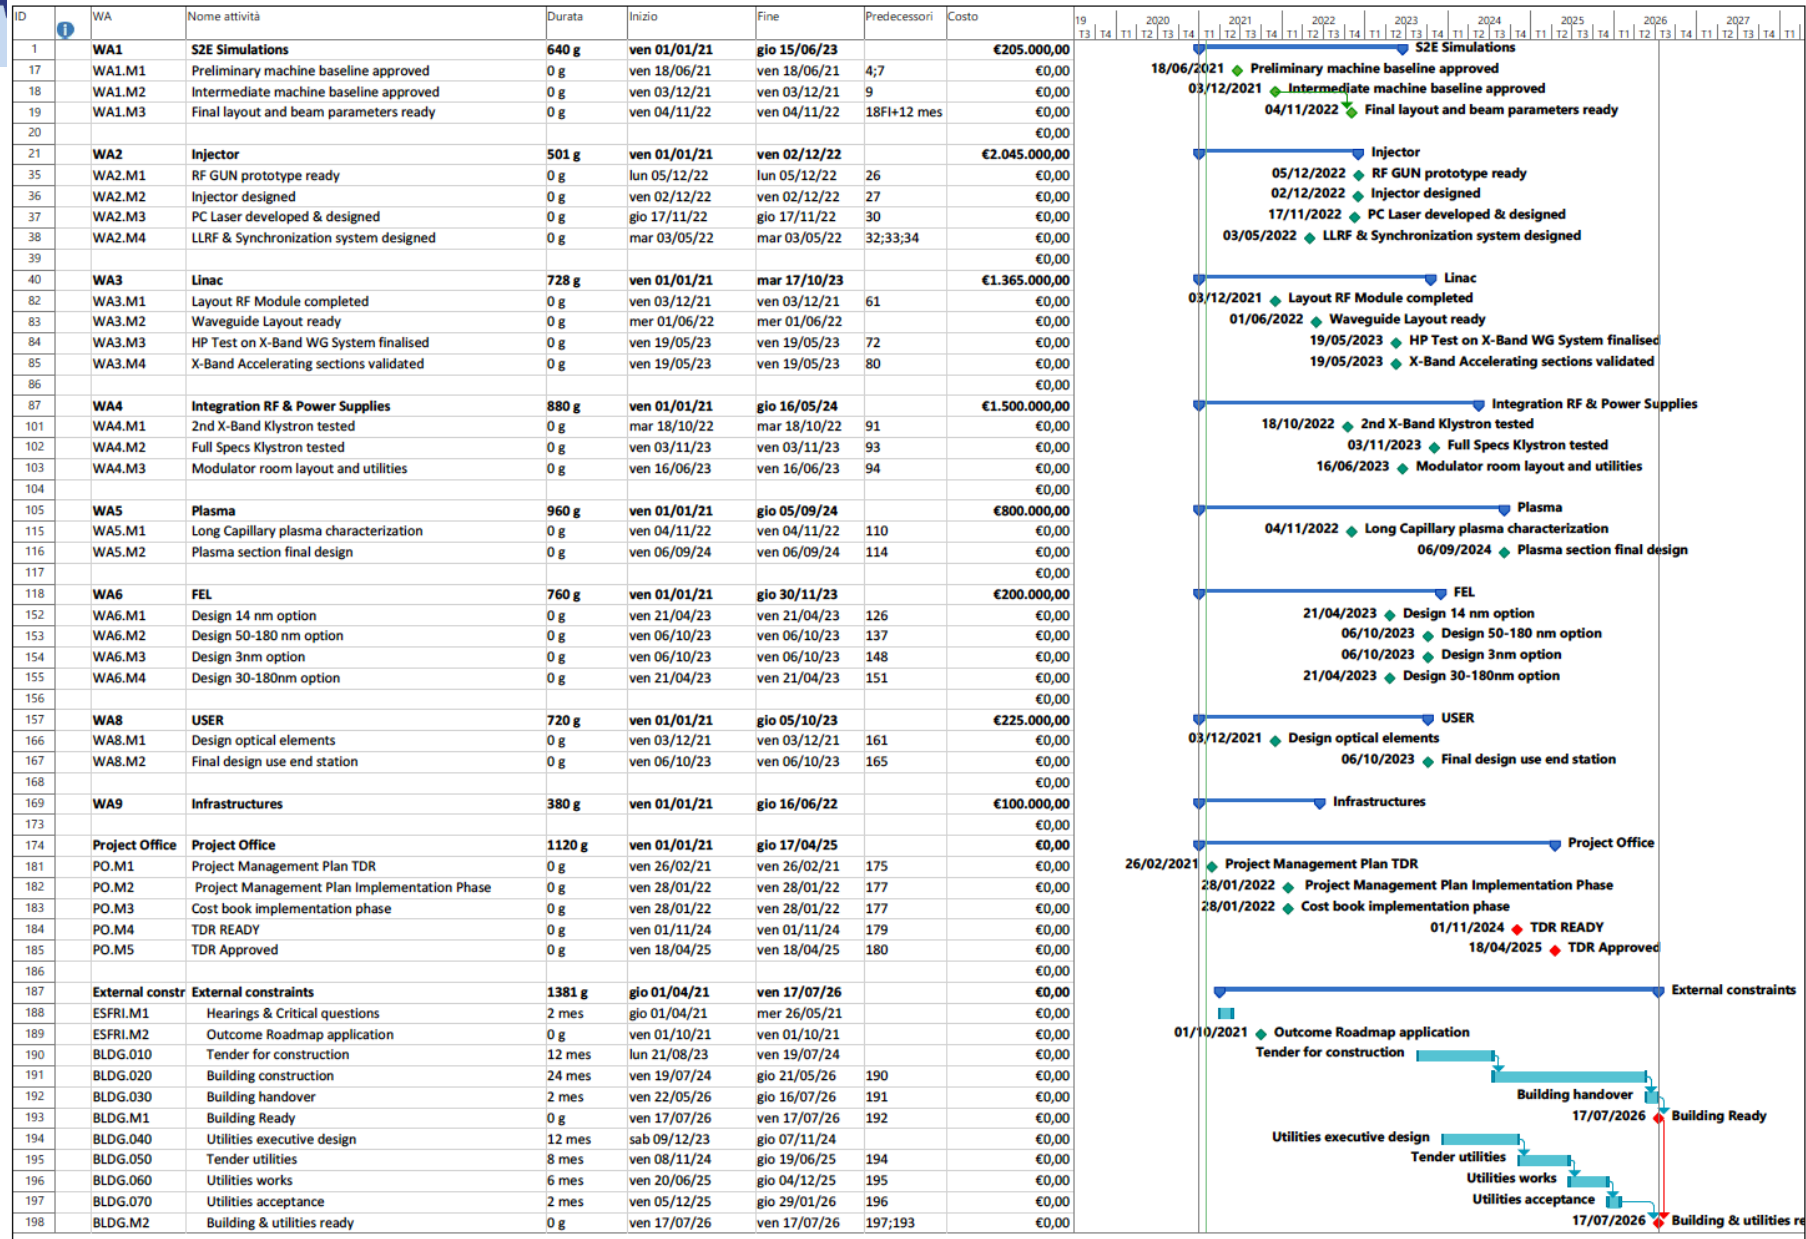 ID WA Nome attività Durata Inizio Fine Predecessori Costo 19 2020 2021 2022 2023 2024 2025 2026 2027
T3 T4 T1 T2 T3 T4 T1 T2 T3 T4 T1 T2 T3 T4 T1 T2 T3 T4 T1 T2 T3 T4 T1 T2 T3 T4 T1 T2 T3 T4 T1 T2 T3 T4 T1
1 WA1 S2E Simulations 640 g ven 01/01/21 gio 15/06/23 €205.000,00 S2E Simulations
17 WA1.M1 Preliminary machine baseline approved 0 g ven 18/06/21 ven 18/06/21 4;7 €0,00 18/06/2021 Preliminary machine baseline approved
18 WA1.M2 Intermediate machine baseline approved 0 g ven 03/12/21 ven 03/12/21 9 €0,00 03/12/2021 Intermediate machine baseline approved
19 WA1.M3 Final layout and beam parameters ready 0 g ven 04/11/22 ven 04/11/22 18FI+12 mes €0,00 04/11/2022 Final layout and beam parameters ready
20 €0,00
21 WA2 Injector 501 g ven 01/01/21 ven 02/12/22 €2.045.000,00 Injector
35 WA2.M1 RF GUN prototype ready 0 g lun 05/12/22 lun 05/12/22 26 €0,00 05/12/2022 RF GUN prototype ready
36 WA2.M2 Injector designed 0 g ven 02/12/22 ven 02/12/22 27 €0,00 02/12/2022 Injector designed
37 WA2.M3 PC Laser developed & designed 0 g gio 17/11/22 gio 17/11/22 30 €0,00 17/11/2022 PC Laser developed & designed
38 WA2.M4 LLRF & Synchronization system designed 0 g mar 03/05/22 mar 03/05/22 32;33;34 €0,00 03/05/2022 LLRF & Synchronization system designed
39 €0,00
40 WA3 Linac 728 g ven 01/01/21 mar 17/10/23 €1.365.000,00 Linac
82 WA3.M1 Layout RF Module completed 0 g ven 03/12/21 ven 03/12/21 61 €0,00 03/12/2021 Layout RF Module completed
83 WA3.M2 Waveguide Layout ready 0 g mer 01/06/22 mer 01/06/22 €0,00 01/06/2022 Waveguide Layout ready
84 WA3.M3 HP Test on X-Band WG System finalised 0 g ven 19/05/23 ven 19/05/23 72 €0,00 19/05/2023 HP Test on X-Band WG System finalised
85 WA3.M4 X-Band Accelerating sections validated 0 g ven 19/05/23 ven 19/05/23 80 €0,00 19/05/2023 X-Band Accelerating sections validated
86 €0,00
87 WA4 Integration RF & Power Supplies 880 g ven 01/01/21 gio 16/05/24 €1.500.000,00 Integration RF & Power Supplies
101 WA4.M1 2nd X-Band Klystron tested 0 g mar 18/10/22 mar 18/10/22 91 €0,00 18/10/2022 2nd X-Band Klystron tested
102 WA4.M2 Full Specs Klystron tested 0 g ven 03/11/23 ven 03/11/23 93 €0,00 03/11/2023 Full Specs Klystron tested
103 WA4.M3 Modulator room layout and utilities 0 g ven 16/06/23 ven 16/06/23 94 €0,00 16/06/2023 Modulator room layout and utilities
104 €0,00
105 WA5 Plasma 960 g ven 01/01/21 gio 05/09/24 €800.000,00 Plasma
115 WA5.M1 Long Capillary plasma characterization 0 g ven 04/11/22 ven 04/11/22 110 €0,00 04/11/2022 Long Capillary plasma characterization
116 WA5.M2 Plasma section final design 0 g ven 06/09/24 ven 06/09/24 114 €0,00 06/09/2024 Plasma section final design
117 €0,00
118 WA6 FEL 760 g ven 01/01/21 gio 30/11/23 €200.000,00 FEL
152 WA6.M1 Design 14 nm option 0 g ven 21/04/23 ven 21/04/23 126 €0,00 21/04/2023 Design 14 nm option
153 WA6.M2 Design 50-180 nm option 0 g ven 06/10/23 ven 06/10/23 137 €0,00 06/10/2023 Design 50-180 nm option
154 WA6.M3 Design 3nm option 0 g ven 06/10/23 ven 06/10/23 148 €0,00 06/10/2023 Design 3nm option
155 WA6.M4 Design 30-180nm option 0 g ven 21/04/23 ven 21/04/23 151 €0,00 21/04/2023 Design 30-180nm option
156 €0,00
157 WA8 USER 720 g ven 01/01/21 gio 05/10/23 €225.000,00 USER
166 WA8.M1 Design optical elements 0 g ven 03/12/21 ven 03/12/21 161 €0,00 03/12/2021 Design optical elements
167 WA8.M2 Final design use end station 0 g ven 06/10/23 ven 06/10/23 165 €0,00 06/10/2023 Final design use end station
168 €0,00
169 WA9 Infrastructures 380 g ven 01/01/21 gio 16/06/22 €100.000,00 Infrastructures
173 €0,00
174 Project Office Project Office 1120 g ven 01/01/21 gio 17/04/25 €0,00 Project Office
181 PO.M1 Project Management Plan TDR 0 g ven 26/02/21 ven 26/02/21 175 €0,00 26/02/2021 Project Management Plan TDR
182 PO.M2 Project Management Plan Implementation Phase 0 g ven 28/01/22 ven 28/01/22 177 €0,00 28/01/2022 Project Management Plan Implementation Phase
183 PO.M3 Cost book implementation phase 0 g ven 28/01/22 ven 28/01/22 177 €0,00 28/01/2022 Cost book implementation phase
184 PO.M4 TDR READY 0 g ven 01/11/24 ven 01/11/24 179 €0,00 01/11/2024 TDR READY
185 PO.M5 TDR Approved 0 g ven 18/04/25 ven 18/04/25 180 €0,00 18/04/2025 TDR Approved
186 €0,00
187 External constr External constraints 1381 g gio 01/04/21 ven 17/07/26 €0,00 External constraints
188 ESFRI.M1 Hearings & Critical questions 2 mes gio 01/04/21 mer 26/05/21 €0,00
189 ESFRI.M2 Outcome Roadmap application 0 g ven 01/10/21 ven 01/10/21 €0,00 01/10/2021 Outcome Roadmap application
190 BLDG.010 Tender for construction 12 mes lun 21/08/23 ven 19/07/24 €0,00 Tender for construction
191 BLDG.020 Building construction 24 mes ven 19/07/24 gio 21/05/26 190 €0,00
192 BLDG.030 Building handover 2 mes ven 22/05/26 gio 16/07/26 191 €0,00 Building handover
193 BLDG.M1 Building Ready 0 g ven 17/07/26 ven 17/07/26 192 €0,00 17/07/2026 Building Ready
194 BLDG.040 Utilities executive design 12 mes sab 09/12/23 gio 07/11/24 €0,00 Utilities executive design
195 BLDG.050 Tender utilities 8 mes ven 08/11/24 gio 19/06/25 194 €0,00 Tender utilities
196 BLDG.060 Utilities works 6 mes ven 20/06/25 gio 04/12/25 195 €0,00 Utilities works
197 BLDG.070 Utilities acceptance 2 mes ven 05/12/25 gio 29/01/26 196 €0,00 Utilities acceptance
198 BLDG.M2 Building & utilities ready 0 g ven 17/07/26 ven 17/07/26 197;193 €0,00 17/07/2026 Building & utilities re